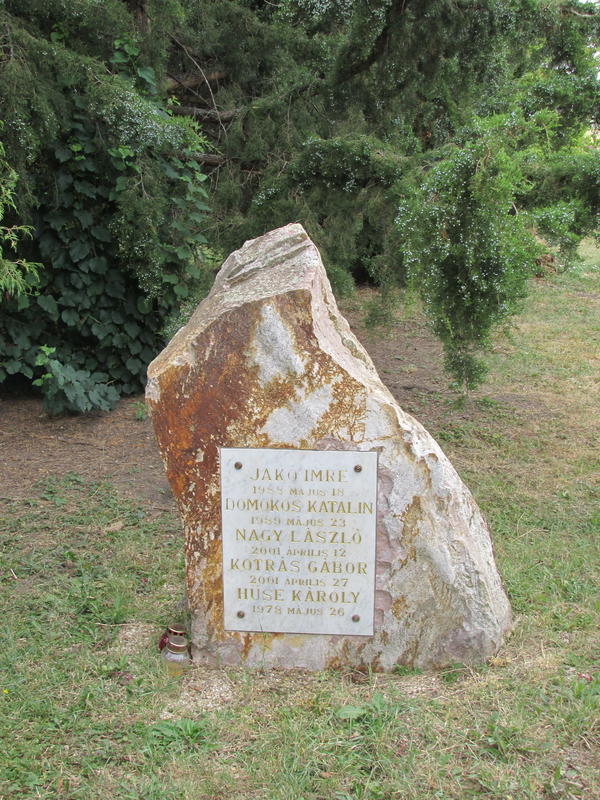 JAKÓ IMRE
1988 MÁJUS 18
DOMOKOS KATALIN
1989 MÁJUS 23
NAGY LÁSZLÓ
2001 ÁPRILIS 12
KOTRÁS GÁBOR
2001 ÁPRILIS 27
HUSE KÁROLY
1978 MÁJUS 26